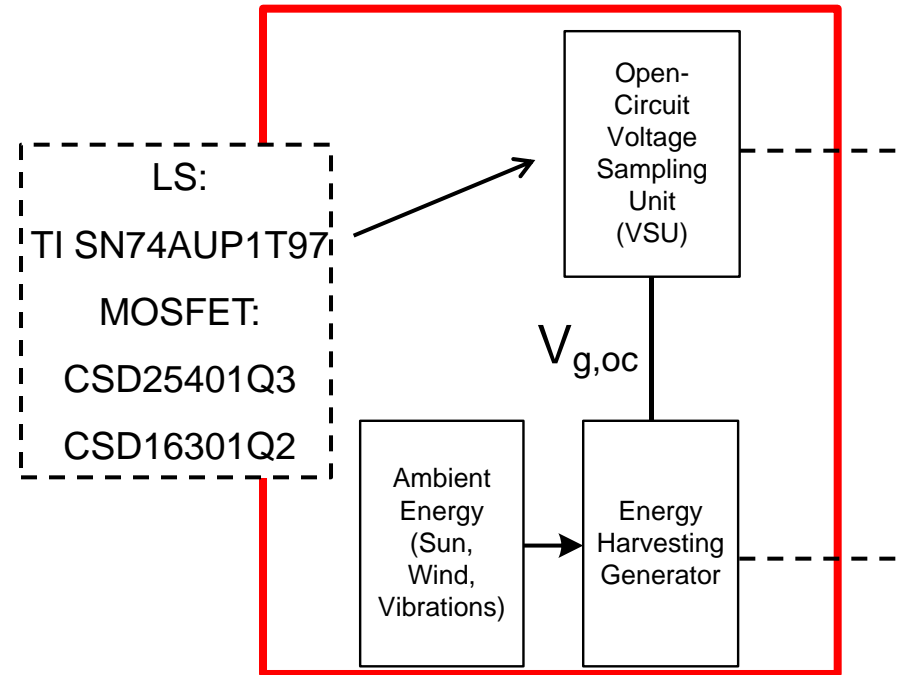 Open-
Circuit
Voltage
Sampling
Unit
(VSU)
LS:
TI SN74AUP1T97
MOSFET:
CSD25401Q3
CSD16301Q2
Vg,oc
Ambient
Energy
(Sun,
Wind,
Vibrations)
Energy
Harvesting
Generator